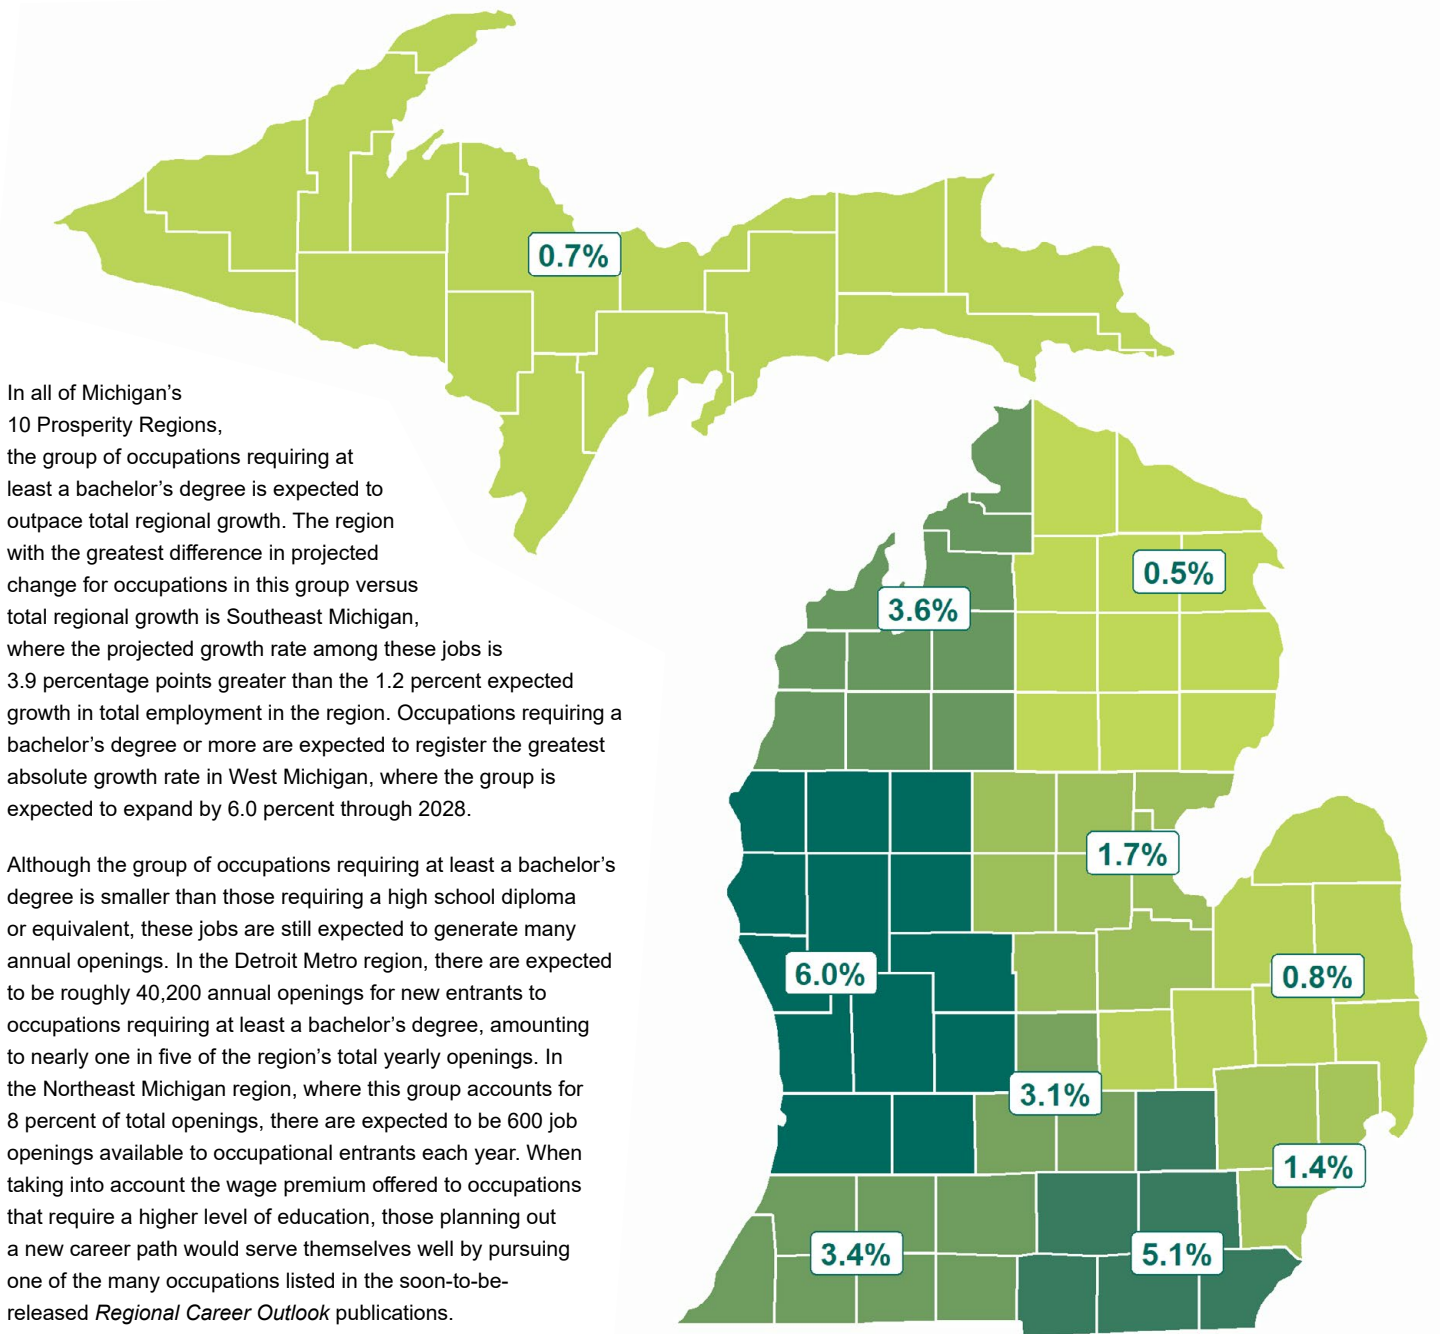 0.7%
In all of Michigan’s
10 Prosperity Regions,
the group of occupations requiring at
least a bachelor’s degree is expected to
outpace total regional growth. The region
with the greatest difference in projected
change for occupations in this group versus
total regional growth is Southeast Michigan,
where the projected growth rate among these jobs is
3.9 percentage points greater than the 1.2 percent expected
growth in total employment in the region. Occupations requiring a
bachelor’s degree or more are expected to register the greatest
absolute growth rate in West Michigan, where the group is
expected to expand by 6.0 percent through 2028.
Although the group of occupations requiring at least a bachelor’s
degree is smaller than those requiring a high school diploma
or equivalent, these jobs are still expected to generate many
annual openings. In the Detroit Metro region, there are expected
to be roughly 40,200 annual openings for new entrants to
occupations requiring at least a bachelor’s degree, amounting
to nearly one in five of the region’s total yearly openings. In
the Northeast Michigan region, where this group accounts for
8 percent of total openings, there are expected to be 600 job
openings available to occupational entrants each year. When
taking into account the wage premium offered to occupations
that require a higher level of education, those planning out
a new career path would serve themselves well by pursuing
one of the many occupations listed in the soon-to-be-
released Regional Career Outlook publications.
0.5%
3.6%
1.7%
6.0%
0.8%
3.1%
1.4%
3.4%
5.1%